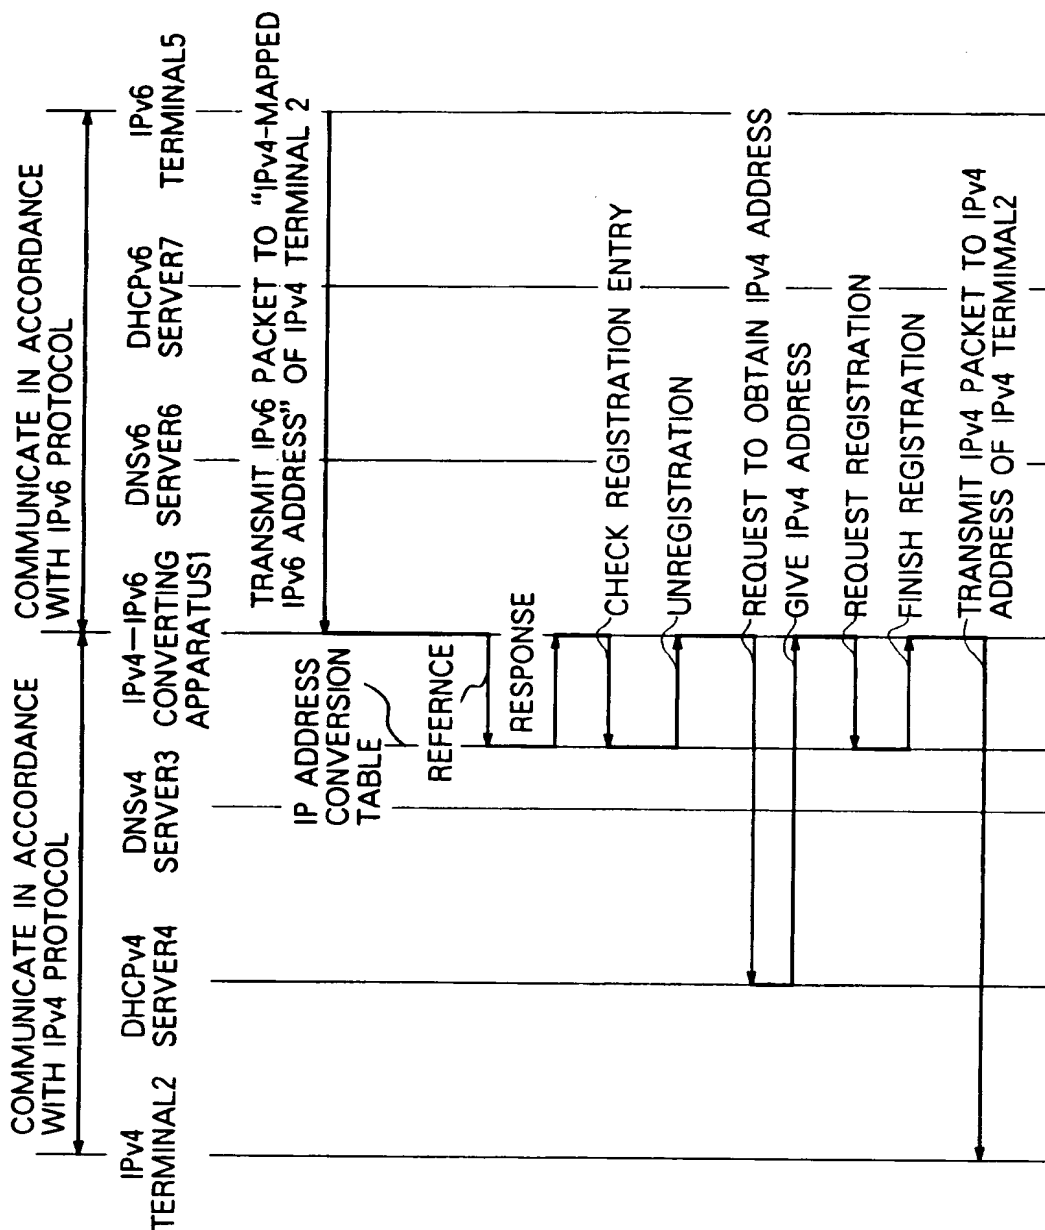 COMMUNICATE IN ACCORDANCE
WITH IPv4 PROTOCOL
COMMUNICATE IN ACCORDANCE
WITH IPv6 PROTOCOL
IPv4
TERMINAL2
DHCPv4
SERVER4
DNSv4
SERVER3
IPv4—IPv6
CONVERTING
APPARATUS1
DNSv6
SERVER6
DHCPv6
SERVER7
IPv6
TERMINAL5
TRANSMIT IPv6 PACKET TO "IPv4-MAPPED
IPv6 ADDRESS" OF IPv4 TERMINAL 2
IP ADDRESS
CONVERSION
TABLE
REFERNCE
RESPONSE
CHECK REGISTRATION ENTRY
UNREGISTRATION
REQUEST TO OBTAIN IPv4 ADDRESS
GIVE IPv4 ADDRESS
REQUEST REGISTRATION
FINISH REGISTRATION
TRANSMIT IPv4 PACKET TO IPv4
ADDRESS OF IPv4 TERMIMAL2